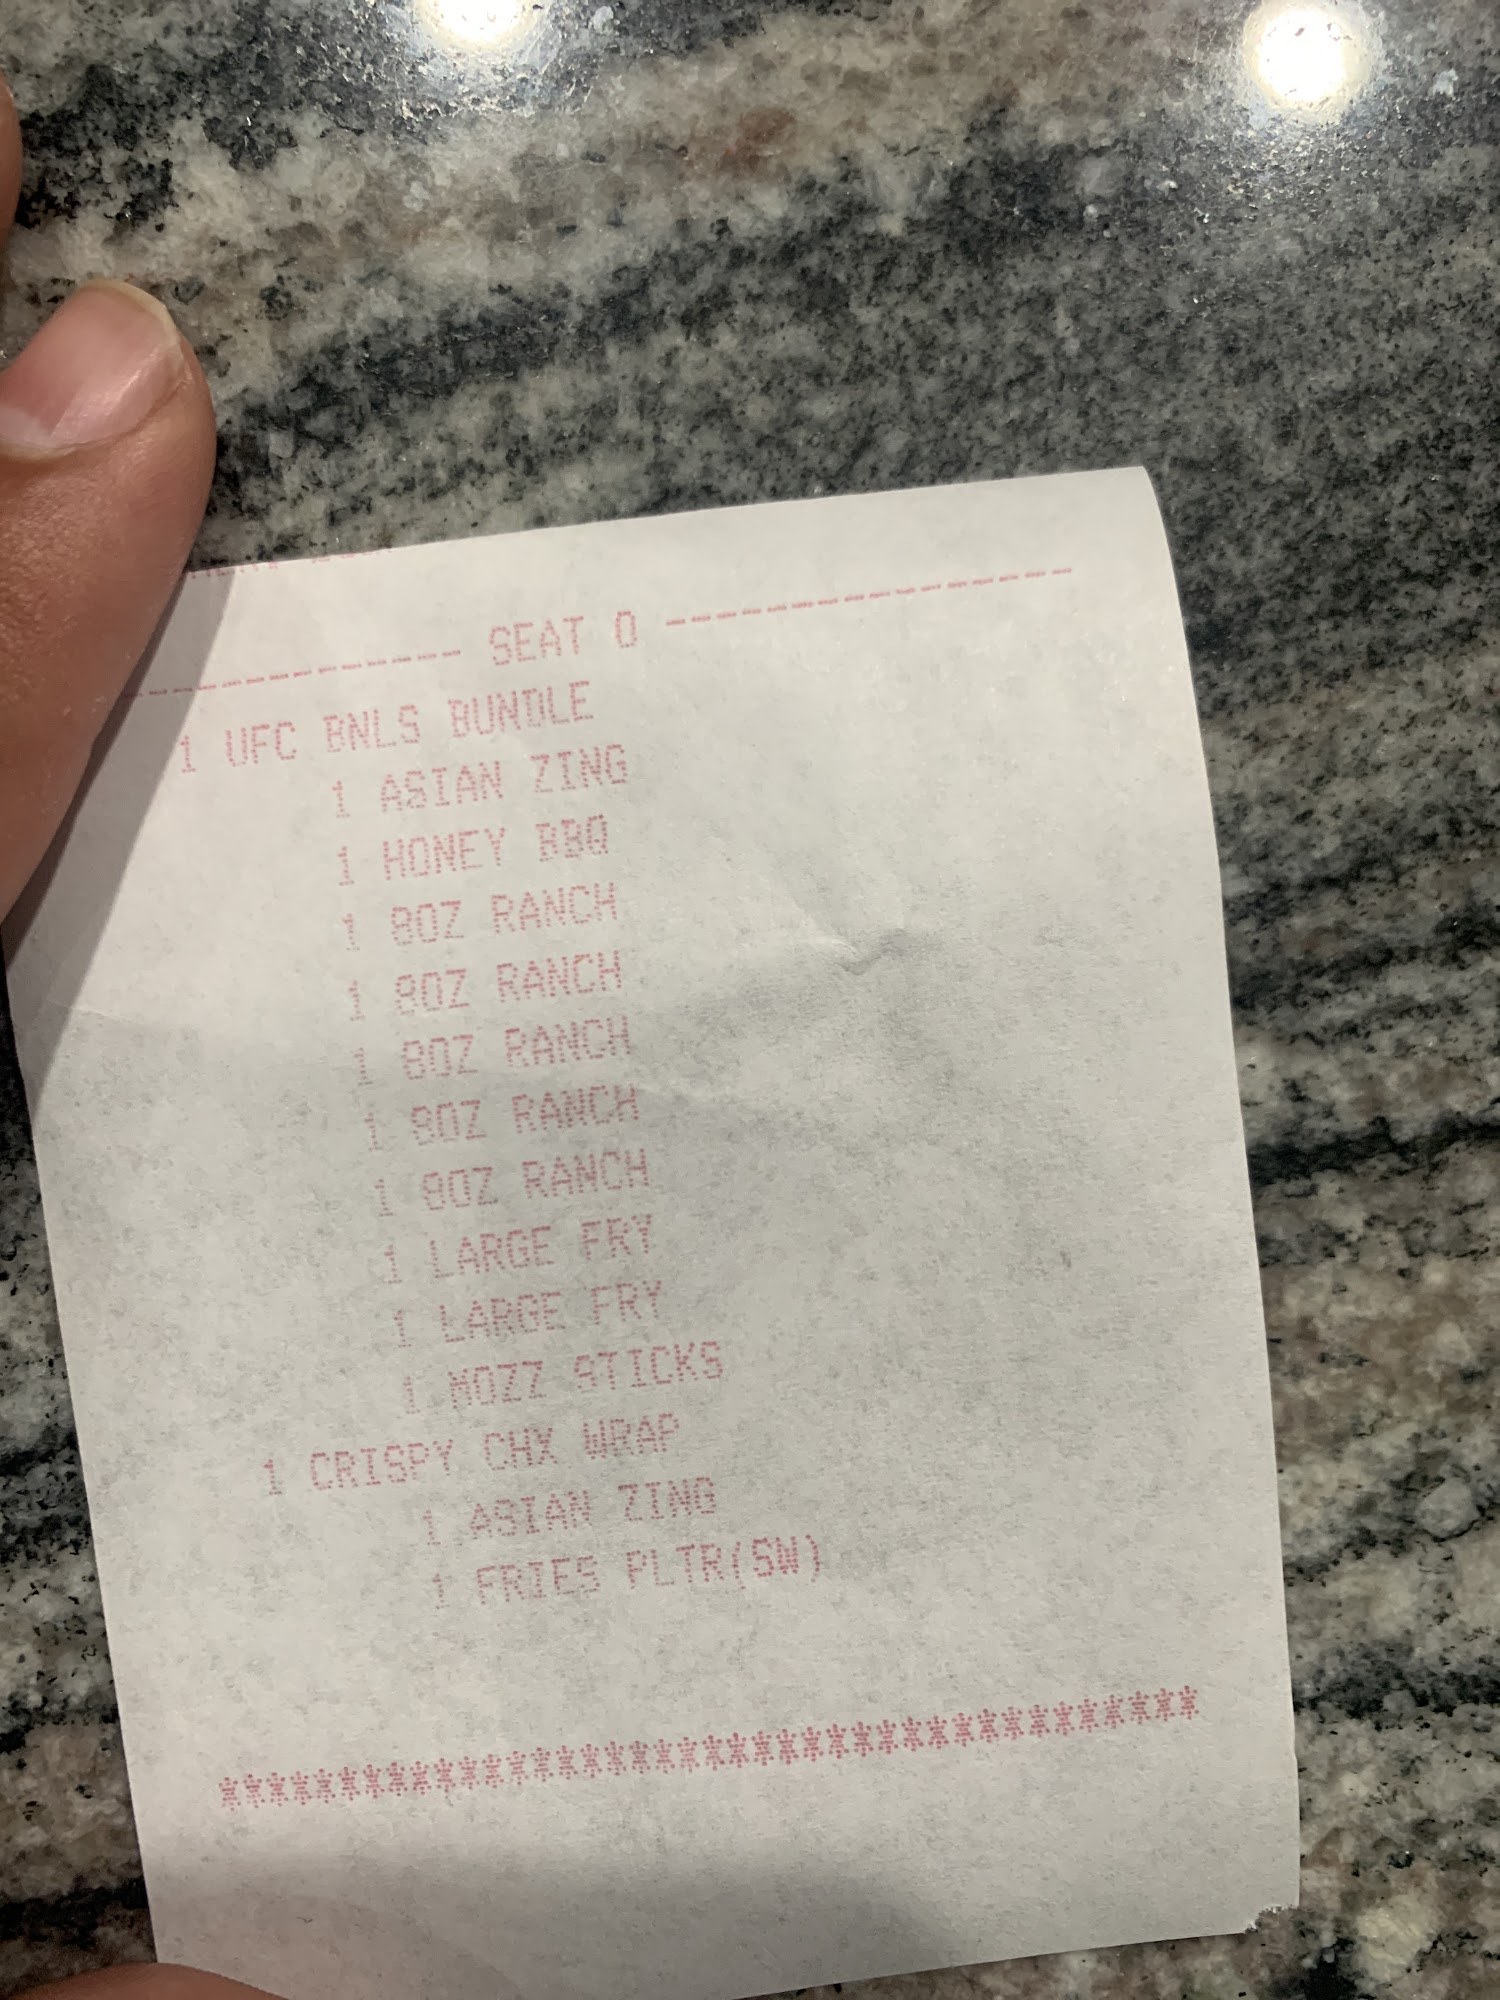 --------------- SEAT 0 ----------------
1 UFC BNLS BUNDLE
1 ASIAN ZING
1 HONEY BBQ
1 8OZ RANCH
1 8OZ RANCH
1 8OZ RANCH
1 8OZ RANCH
1 8OZ RANCH
1 LARGE FRY
1 LARGE FRY
1 MOZZ STICKS
1 CRISPY CHX WRAP
1 ASIAN ZING
1 FRIES PLTR(SW)
****************************************